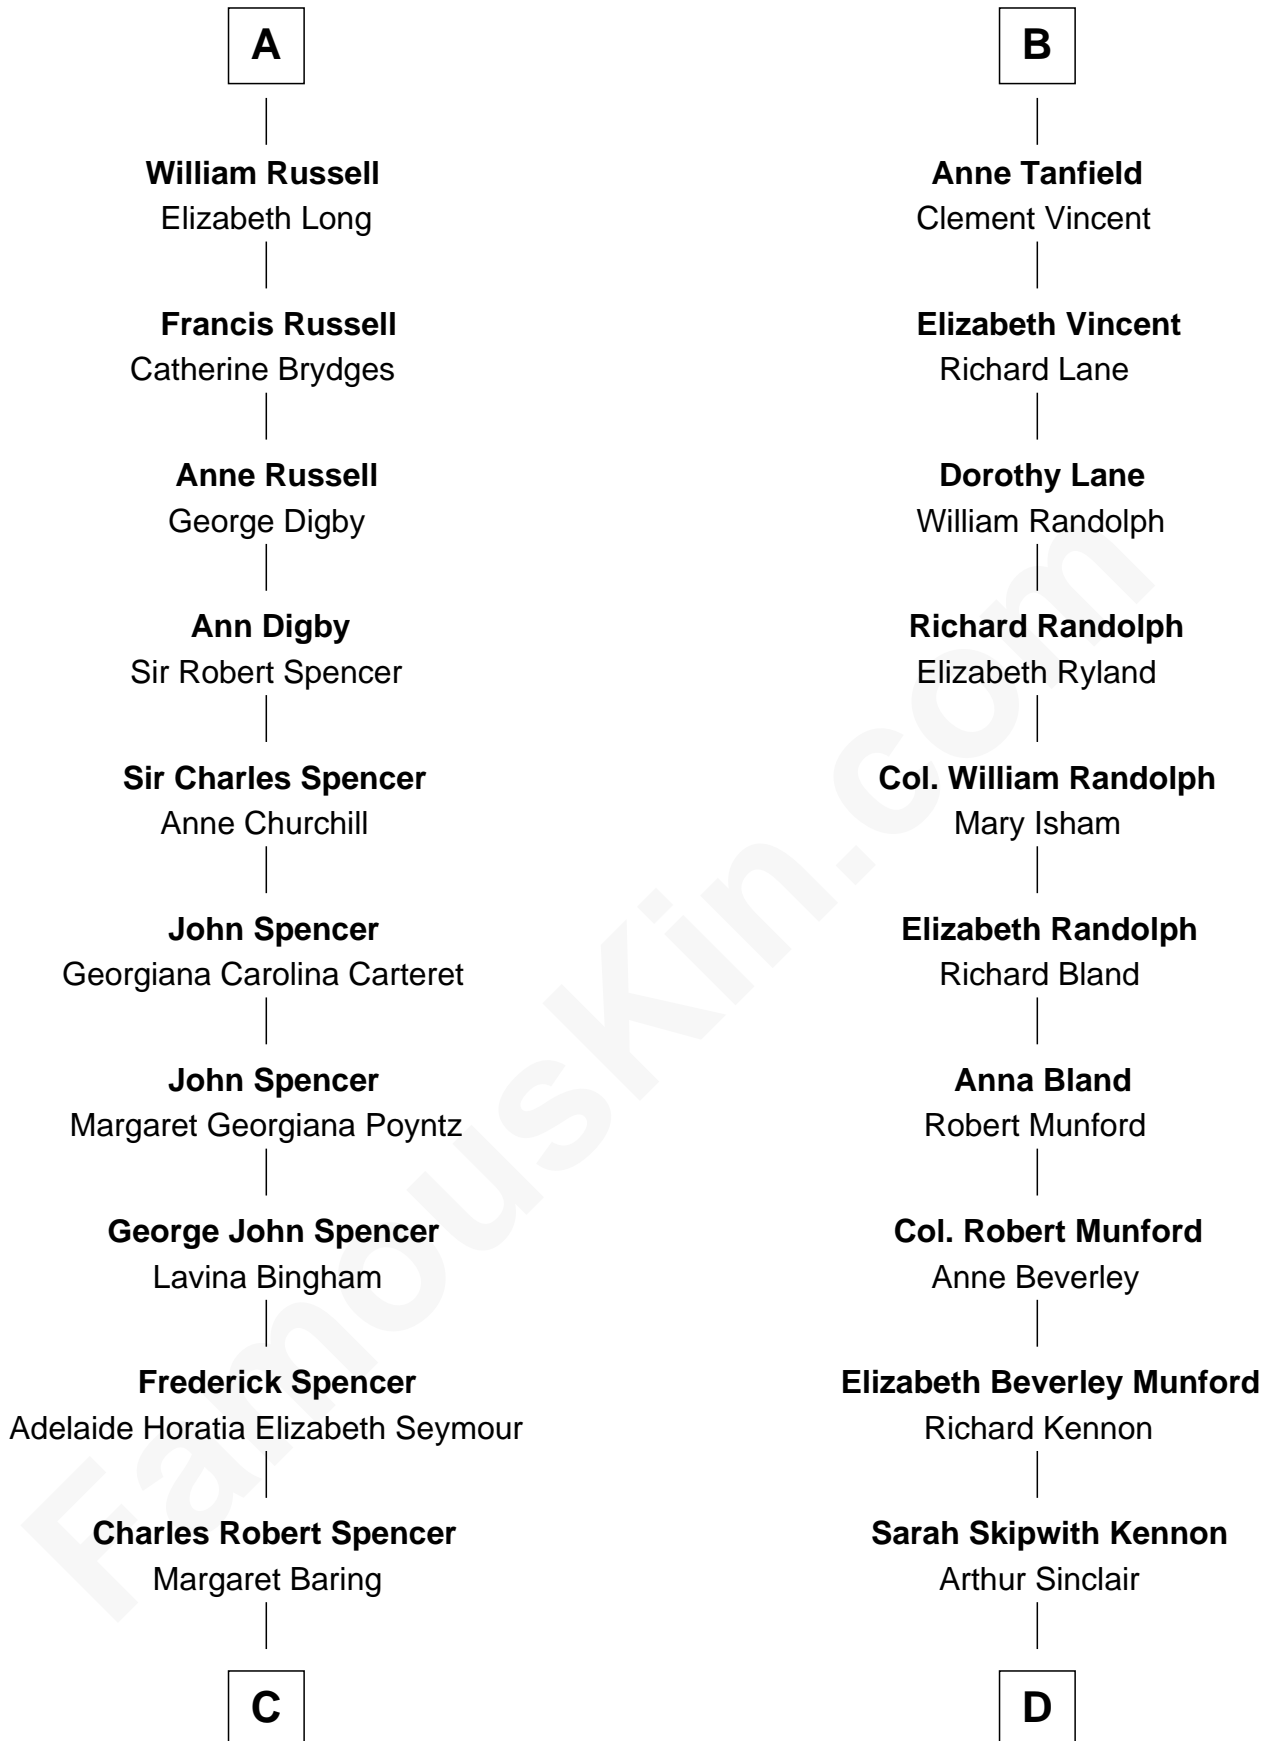 A
William Russell
Elizabeth Long
Francis Russell
Catherine Brydges
Anne Russell
George Digby
Ann Digby
Sir Robert Spencer
Sir Charles Spencer
Anne Churchill
John Spencer
Georgiana Carolina Carteret
John Spencer
Margaret Georgiana Poyntz
George John Spencer
Lavina Bingham
Frederick Spencer
Adelaide Horatia Elizabeth Seymour
Charles Robert Spencer
Margaret Baring
C
B
Anne Tanfield
Clement Vincent
Elizabeth Vincent
Richard Lane
Dorothy Lane
William Randolph
Richard Randolph
Elizabeth Ryland
Col. William Randolph
Mary Isham
Elizabeth Randolph
Richard Bland
Anna Bland
Robert Munford
Col. Robert Munford
Anne Beverley
Elizabeth Beverley Munford
Richard Kennon
Sarah Skipwith Kennon
Arthur Sinclair
D
FamousKin.com